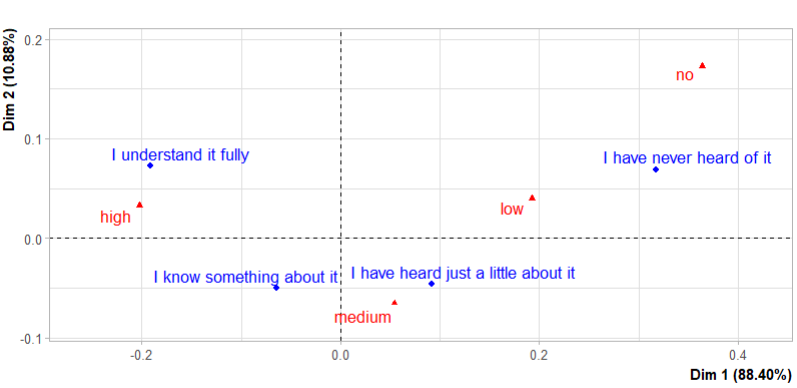 Dim 2 (10.88%)
0.2
no
0.1
I understand it fully
I have never heard of it
low
high
0.0
I know something about it
I have heard just a little about it
medium
-0.1
-0.2
0.0
0.2
0.4
Dim 1 (88.40%)